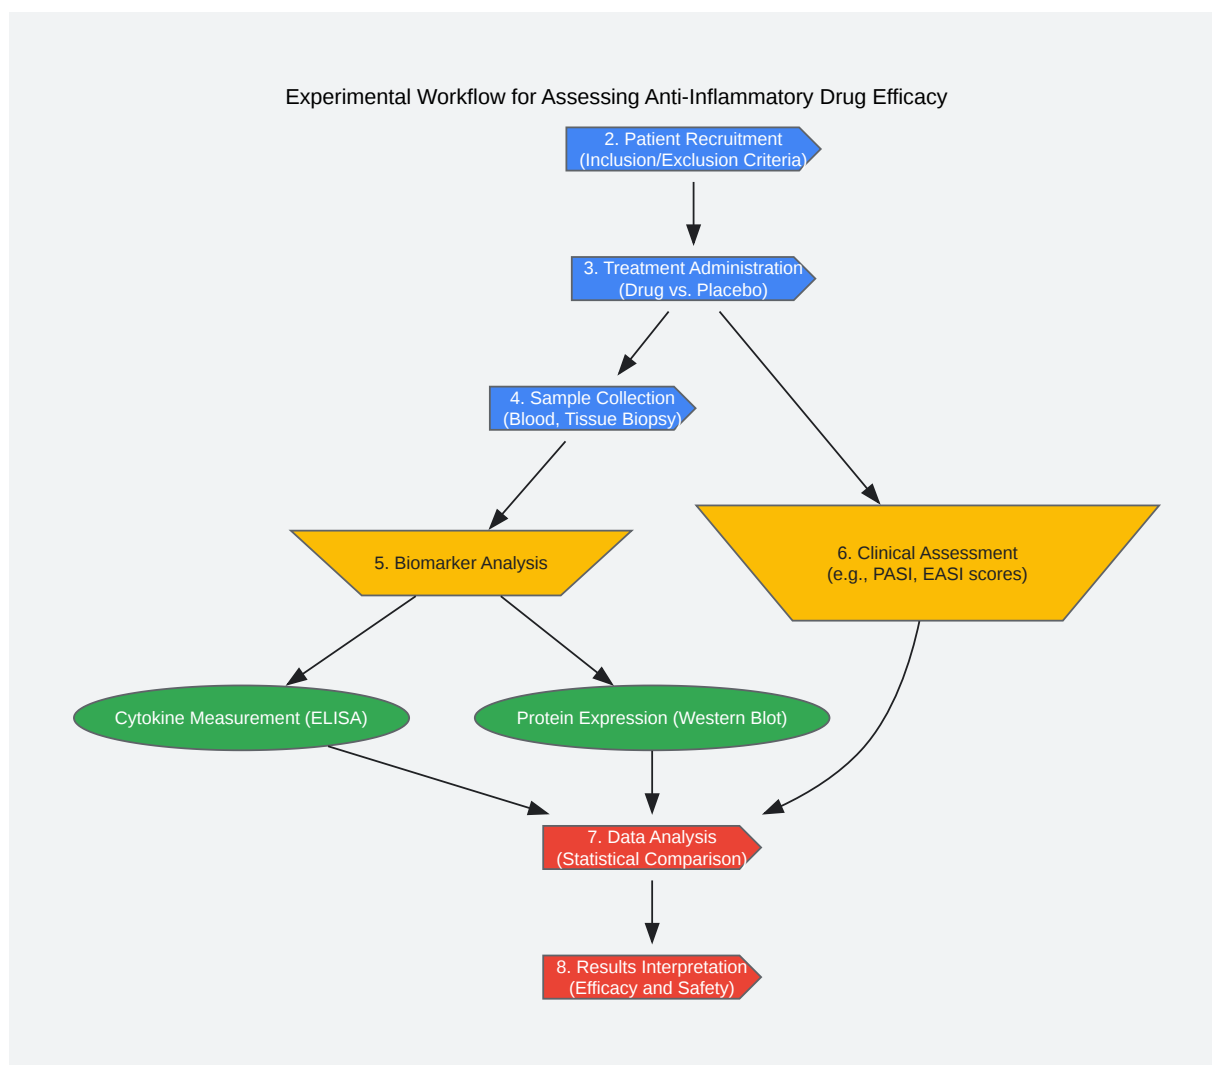 Experimental Workflow for Assessing Anti-Inflammatory Drug Efficacy
2. Patient Recruitment
(Inclusion/Exclusion Criteria)
3. Treatment Administration
(Drug vs. Placebo)
4. Sample Collection
(Blood, Tissue Biopsy)
5. Biomarker Analysis
6. Clinical Assessment
(e.g., PASI, EASI scores)
Cytokine Measurement (ELISA)
Protein Expression (Western Blot)
7. Data Analysis
(Statistical Comparison)
8. Results Interpretation
(Efficacy and Safety)